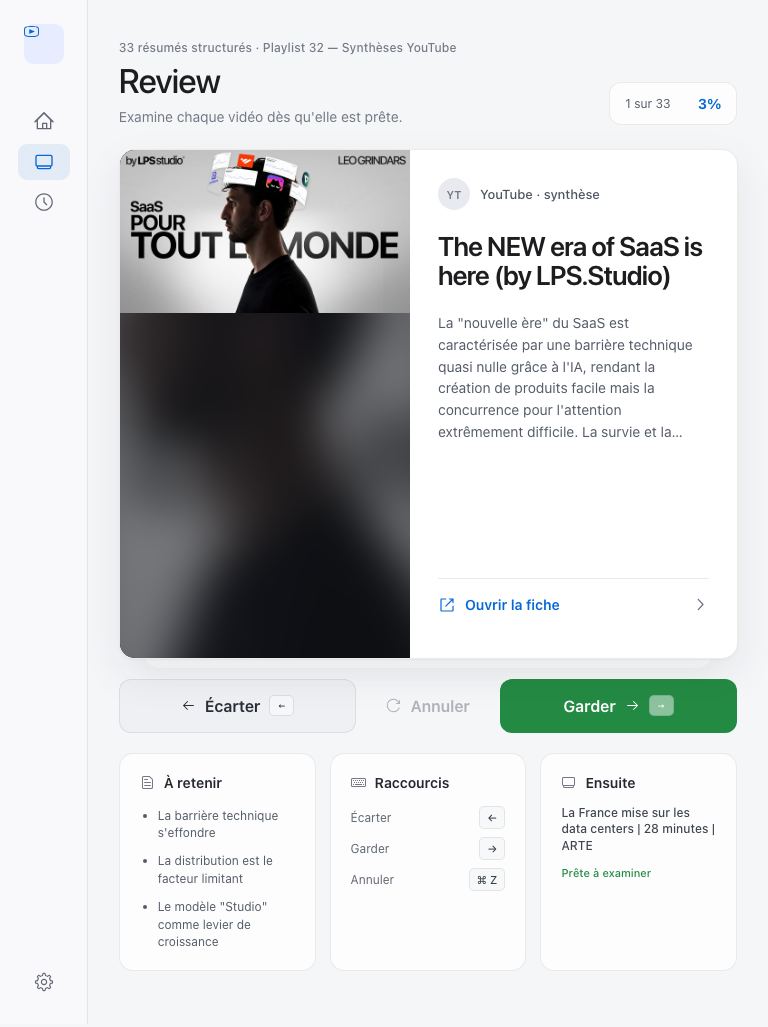 33 résumés structurés · Playlist 32 — Synthèses YouTube
Review
Examine chaque vidéo dès qu'elle est prête.
1 sur 33
3%
by LPS studio
LEO GRINDARS
SaaS
POUR
TOUT LE MONDE
YT
YouTube · synthèse
The NEW era of SaaS is
here (by LPS.Studio)
La "nouvelle ère" du SaaS est
caractérisée par une barrière technique
quasi nulle grâce à l'IA, rendant la
création de produits facile mais la
concurrence pour l'attention
extrêmement difficile. La survie et la…
Ouvrir la fiche
← Écarter ←
Annuler
Garder → →
À retenir
• La barrière technique
s'effondre
• La distribution est le
facteur limitant
• Le modèle "Studio"
comme levier de
croissance
Raccourcis
Écarter ←
Garder →
Annuler ⌘ Z
Ensuite
La France mise sur les
data centers | 28 minutes |
ARTE
Prête à examiner